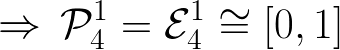 ⇒ 𝒫₄¹ = ℰ₄¹ ≅ [0, 1]